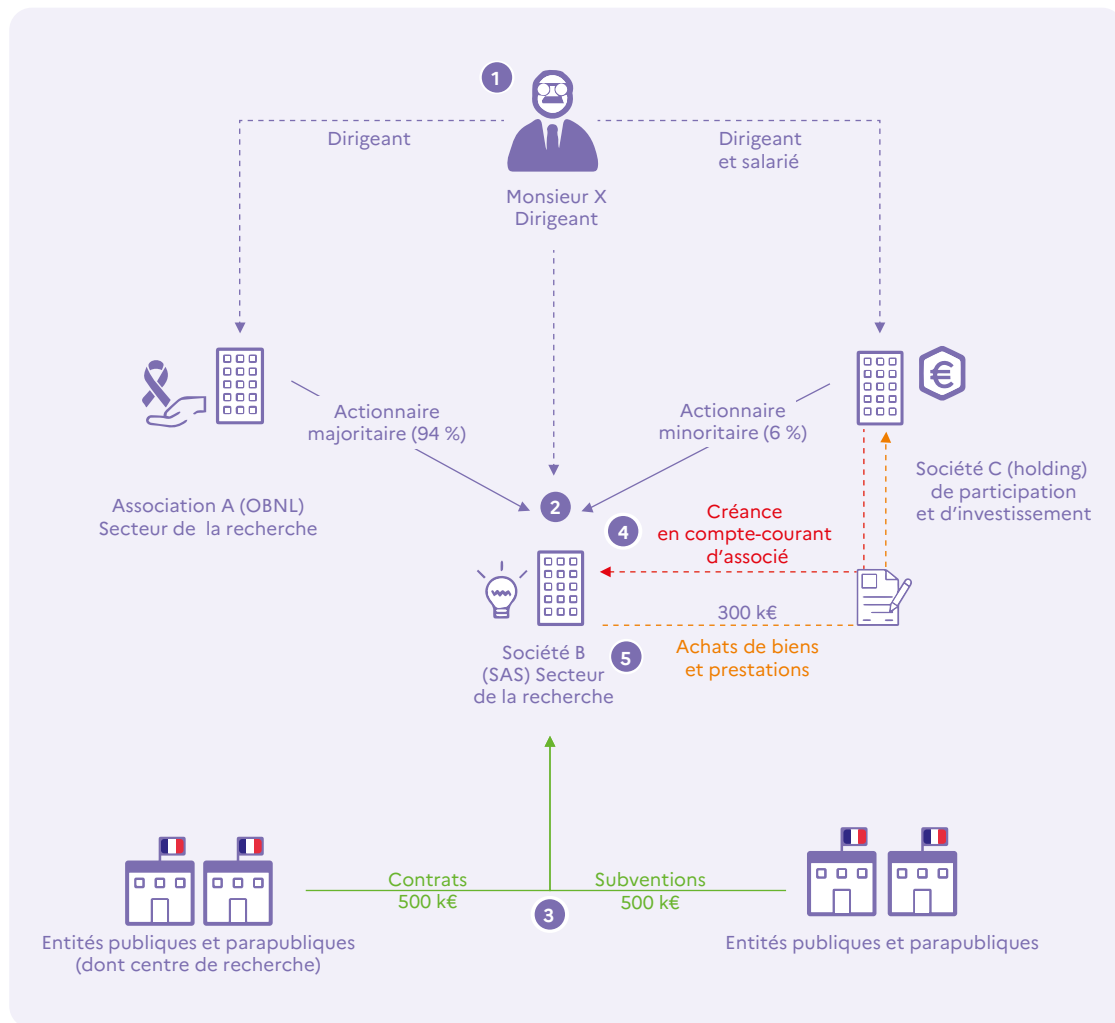 1
Dirigeant
Dirigeant
et salarié
Monsieur X
Dirigeant
€
Actionnaire
majoritaire (94 %)
Actionnaire
minoritaire (6 %)
Association A (OBNL)
Secteur de la recherche
Société C (holding)
de participation
et d'investissement
2
4
Créance
en compte-courant
d'associé
300 k€
Achats de biens
et prestations
5
Société B
(SAS) Secteur
de la recherche
Contrats
500 k€
Subventions
500 k€
3
Entités publiques et parapubliques
(dont centre de recherche)
Entités publiques et parapubliques